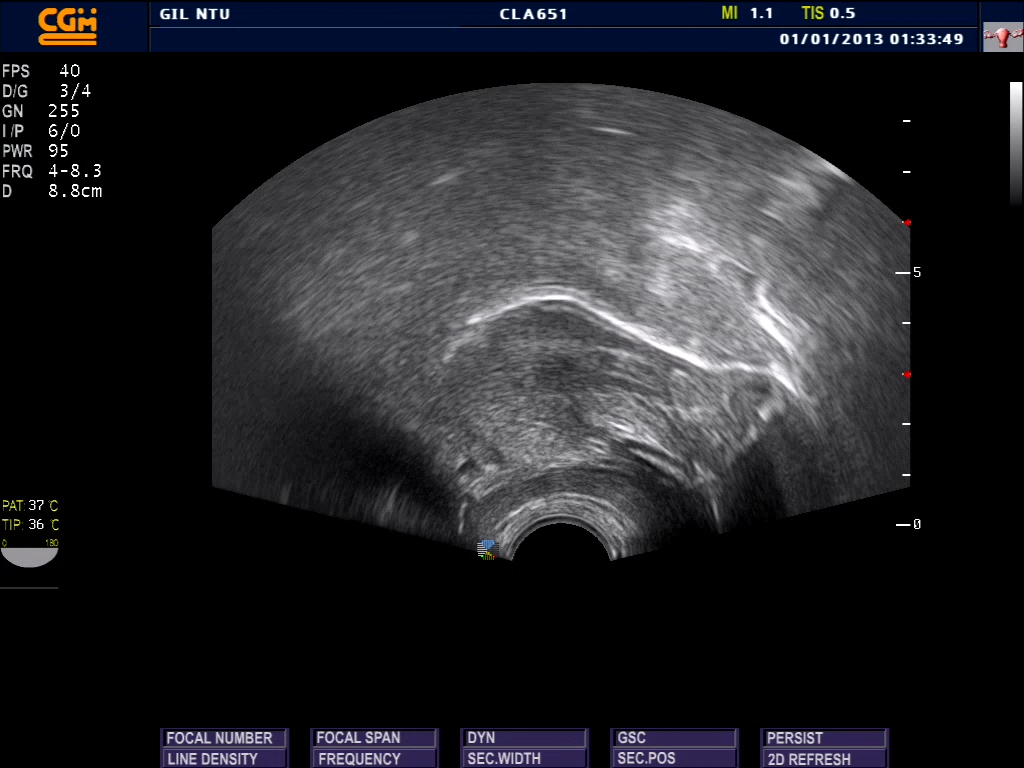 CGM
GIL NTU CLA651 MI 1.1 TIS 0.5
01/01/2013 01:33:49
FPS 40
D/G 3/4
GN 255
I/P 6/0
PWR 95
FRQ 4-8.3
D 8.8cm
5
PAT: 37 °C
TIP: 36 °C
0 180
0
FOCAL NUMBER FOCAL SPAN DYN GSC PERSIST
LINE DENSITY FREQUENCY SEC.WIDTH SEC.POS 2D REFRESH